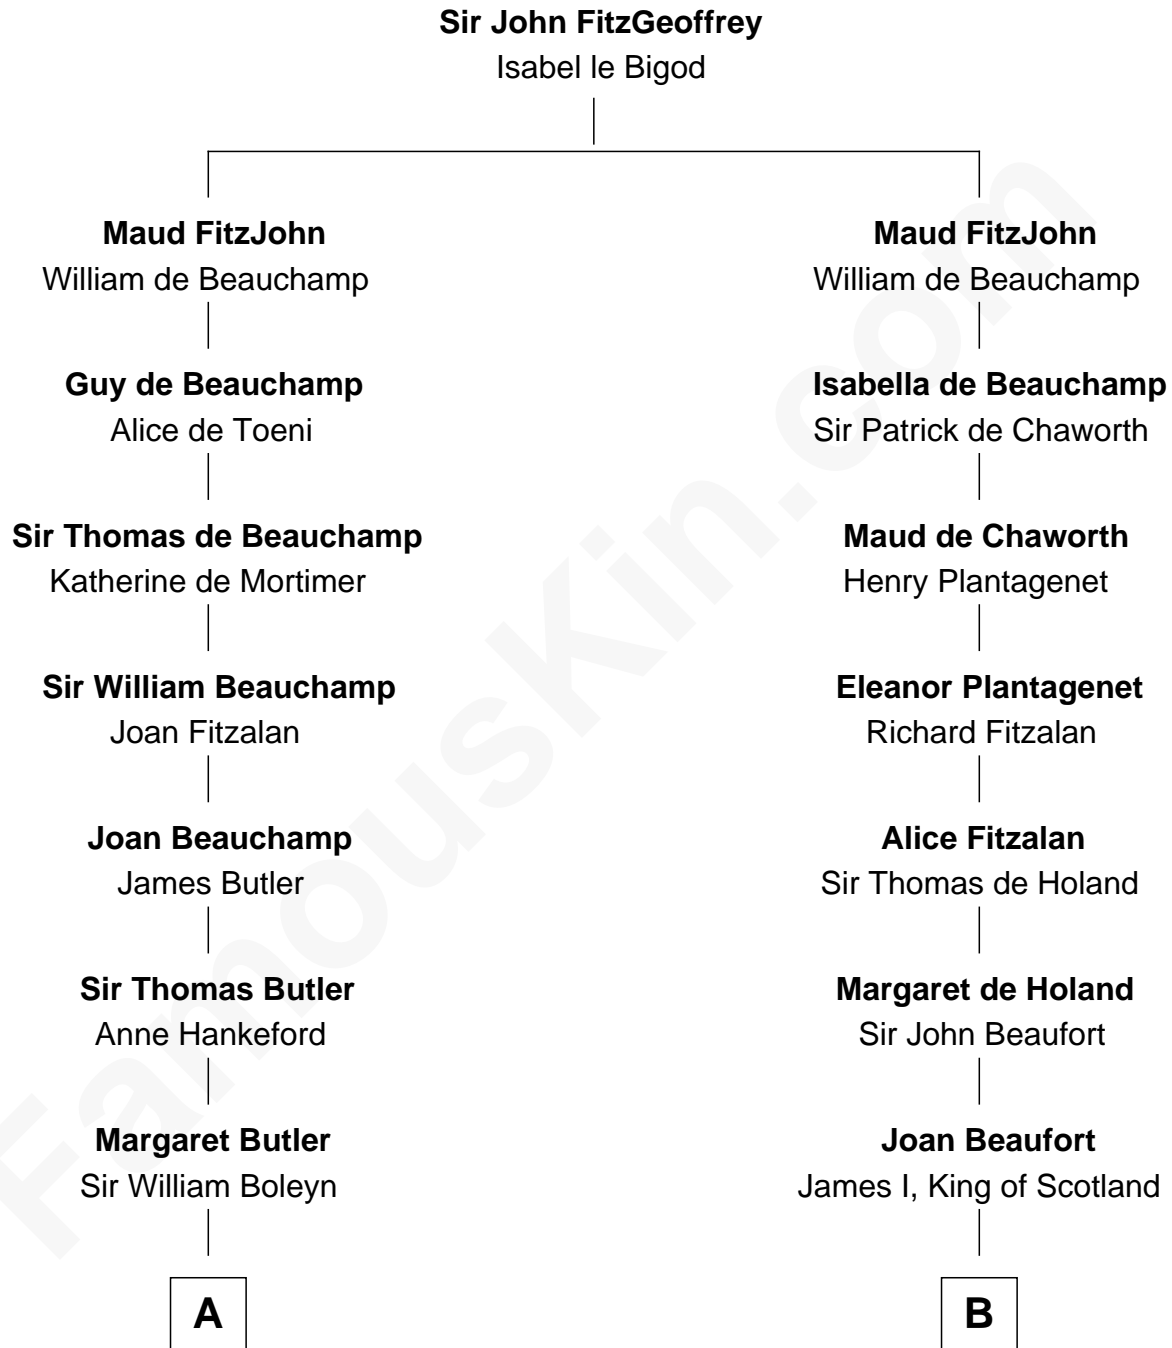 Sir John FitzGeoffrey
Isabel le Bigod
Maud FitzJohn
William de Beauchamp
Maud FitzJohn
William de Beauchamp
Guy de Beauchamp
Alice de Toeni
Isabella de Beauchamp
Sir Patrick de Chaworth
Sir Thomas de Beauchamp
Katherine de Mortimer
Maud de Chaworth
Henry Plantagenet
Sir William Beauchamp
Joan Fitzalan
Eleanor Plantagenet
Richard Fitzalan
Joan Beauchamp
James Butler
Alice Fitzalan
Sir Thomas de Holand
Sir Thomas Butler
Anne Hankeford
Margaret de Holand
Sir John Beaufort
Margaret Butler
Sir William Boleyn
Joan Beaufort
James I, King of Scotland
A
B
FamousKin.com